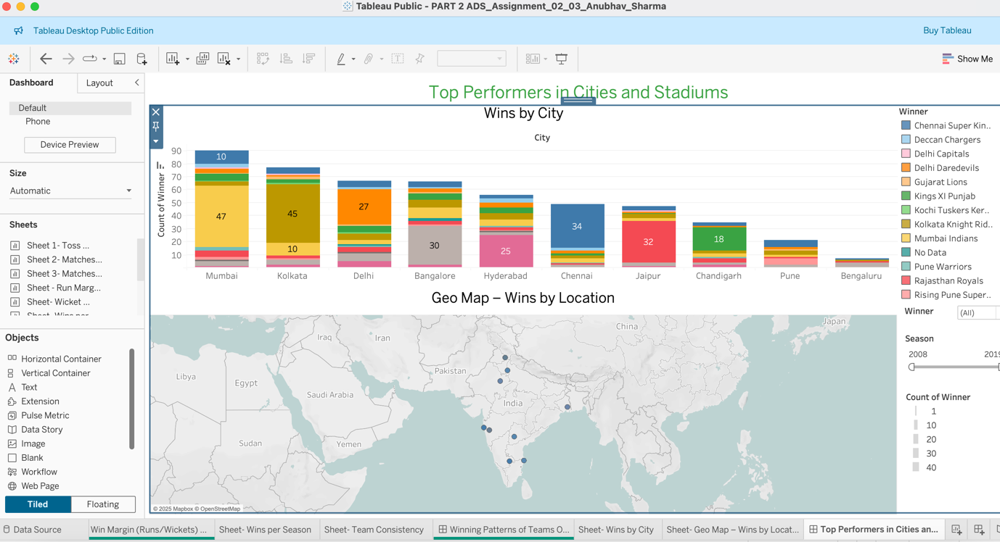 Tableau Public - PART 2 ADS_Assignment_02_03_Anubhav_Sharma
Tableau Desktop Public Edition
Buy Tableau
Show Me
Dashboard
Layout
Default
Phone
Device Preview
Size
Automatic
Sheets
Sheet 1- Toss ...
Sheet 2- Matches...
Sheet 3- Matches...
Sheet - Run Marg...
Sheet- Wicket ...
Objects
Horizontal Container
Vertical Container
Text
Extension
Pulse Metric
Data Story
Image
Blank
Workflow
Web Page
Tiled
Floating
Top Performers in Cities and Stadiums
Wins by City
City
Count of Winner
90
80
70
60
50
40
30
20
10
10
47
45
10
27
30
25
34
32
18
Mumbai
Kolkata
Delhi
Bangalore
Hyderabad
Chennai
Jaipur
Chandigarh
Pune
Bengaluru
Geo Map – Wins by Location
China
Japan
Iraq
Iran
Pakistan
Libya
Egypt
Saudi Arabia
India
Sudan
Yemen
© 2025 Mapbox © OpenStreetMap
Winner
Chennai Super Kin..
Deccan Chargers
Delhi Capitals
Delhi Daredevils
Gujarat Lions
Kings XI Punjab
Kochi Tuskers Ker..
Kolkata Knight Rid..
Mumbai Indians
No Data
Pune Warriors
Rajasthan Royals
Rising Pune Super..
Winner
(All)
Season
2008
2019
Count of Winner
1
10
20
30
40
Data Source
Win Margin (Runs/Wickets) ...
Sheet- Wins per Season
Sheet- Team Consistency
Winning Patterns of Teams O...
Sheet- Wins by City
Sheet- Geo Map – Wins by Locat...
Top Performers in Cities an...